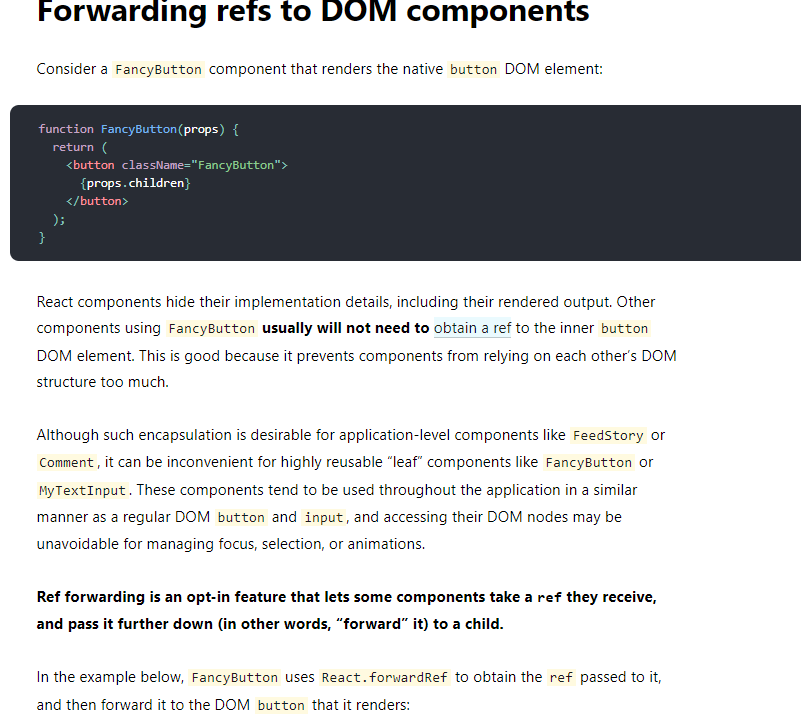 Forwarding refs to DOM components
Consider a FancyButton component that renders the native button DOM element:
function FancyButton(props) {
  return (
    <button className="FancyButton">
      {props.children}
    </button>
  );
}
React components hide their implementation details, including their rendered output. Other
components using FancyButton usually will not need to obtain a ref to the inner button
DOM element. This is good because it prevents components from relying on each other’s DOM
structure too much.
Although such encapsulation is desirable for application-level components like FeedStory or
Comment, it can be inconvenient for highly reusable “leaf” components like FancyButton or
MyTextInput. These components tend to be used throughout the application in a similar
manner as a regular DOM button and input, and accessing their DOM nodes may be
unavoidable for managing focus, selection, or animations.
Ref forwarding is an opt-in feature that lets some components take a ref they receive,
and pass it further down (in other words, “forward” it) to a child.
In the example below, FancyButton uses React.forwardRef to obtain the ref passed to it,
and then forward it to the DOM button that it renders: